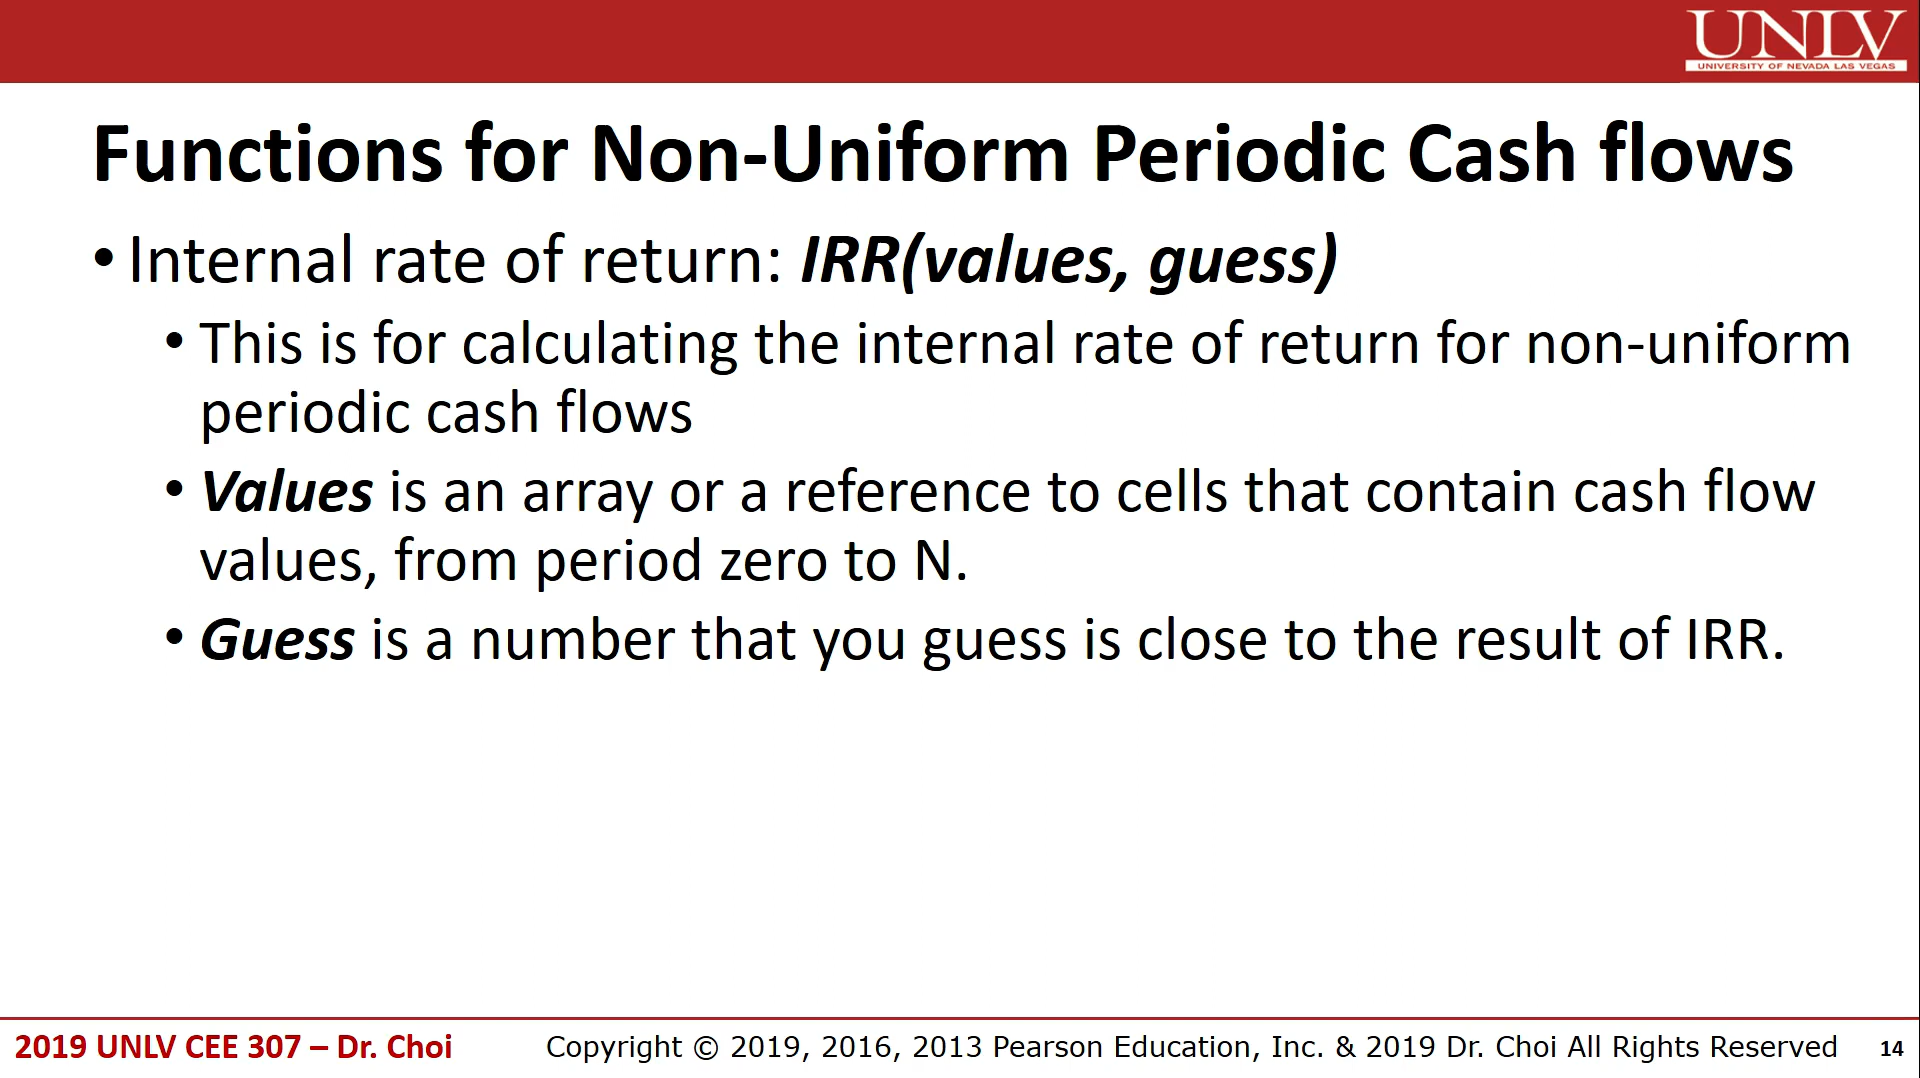 UNLV
UNIVERSITY OF NEVADA LAS VEGAS
Functions for Non-Uniform Periodic Cash flows
• Internal rate of return: IRR(values, guess)
• This is for calculating the internal rate of return for non-uniform
periodic cash flows
• Values is an array or a reference to cells that contain cash flow
values, from period zero to N.
• Guess is a number that you guess is close to the result of IRR.
2019 UNLV CEE 307 – Dr. Choi
Copyright © 2019, 2016, 2013 Pearson Education, Inc. & 2019 Dr. Choi All Rights Reserved
14